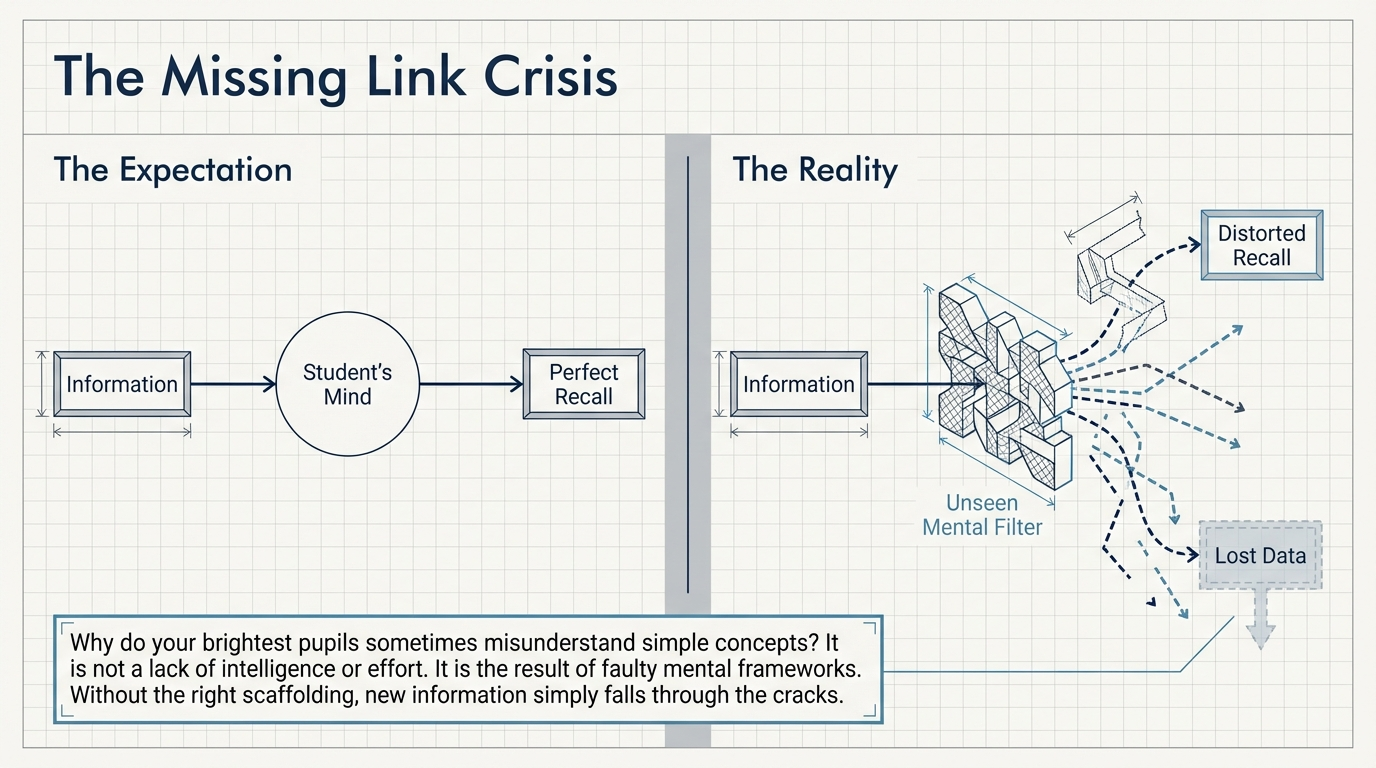 The Missing Link Crisis
The Expectation
Information
Student's
Mind
Perfect
Recall
The Reality
Information
Unseen
Mental Filter
Distorted
Recall
Lost Data
Why do your brightest pupils sometimes misunderstand simple concepts? It
is not a lack of intelligence or effort. It is the result of faulty mental frameworks.
Without the right scaffolding, new information simply falls through the cracks.